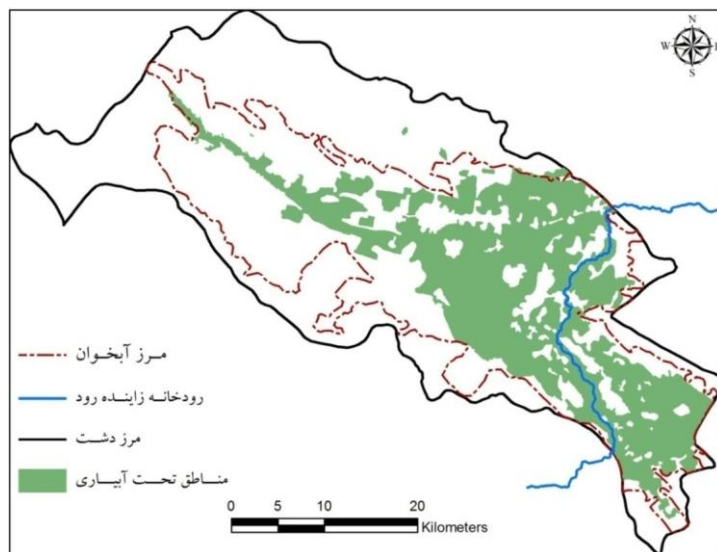 N
W E
S
مرز آبخوان
رودخانه زاینده رود
مرز دشت
مناطق تحت آبیاری
0 5 10 20
Kilometers